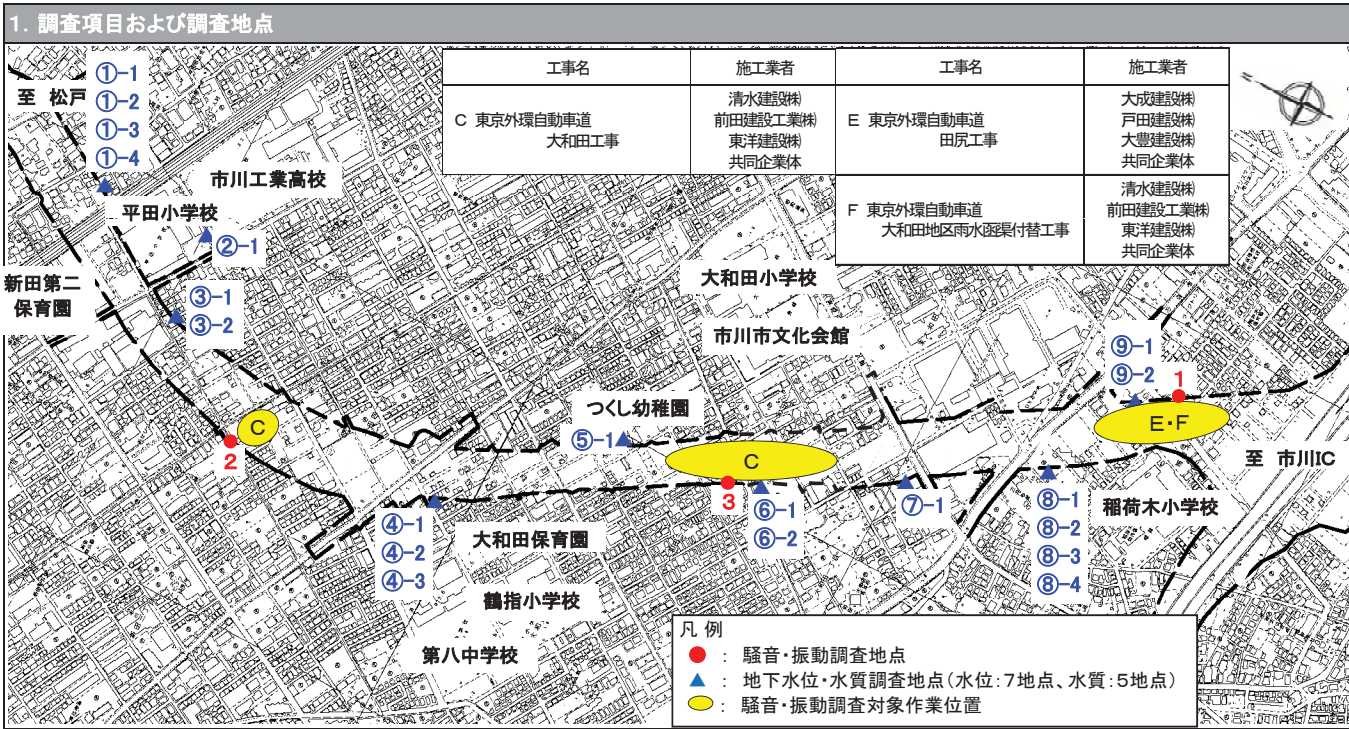 1. 調査項目および調査地点
工事名
施工業者
工事名
施工業者
C 東京外環自動車道
大和田工事
清水建設㈱
前田建設工業㈱
東洋建設㈱
共同企業体
E 東京外環自動車道
田尻工事
大成建設㈱
戸田建設㈱
大豊建設㈱
共同企業体
F 東京外環自動車道
大和田地区雨水函渠付替工事
清水建設㈱
前田建設工業㈱
東洋建設㈱
共同企業体
至 松戸
①-1
①-2
①-3
①-4
市川工業高校
平田小学校
②-1
新田第二
保育園
③-1
③-2
大和田小学校
市川市文化会館
⑨-1
⑨-2
1
E・F
至 市川IC
つくし幼稚園
⑤-1
C
2
C
3
⑥-1
⑥-2
⑦-1
⑧-1
⑧-2
⑧-3
⑧-4
稲荷木小学校
④-1
④-2
④-3
大和田保育園
鶴指小学校
第八中学校
凡 例
: 騒音・振動調査地点
: 地下水位・水質調査地点(水位:7地点、水質:5地点)
: 騒音・振動調査対象作業位置